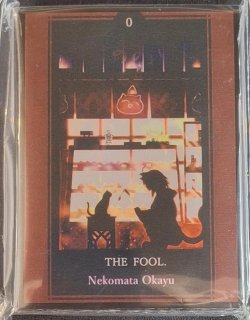 0
THE FOOL.
Nekomata Okayu